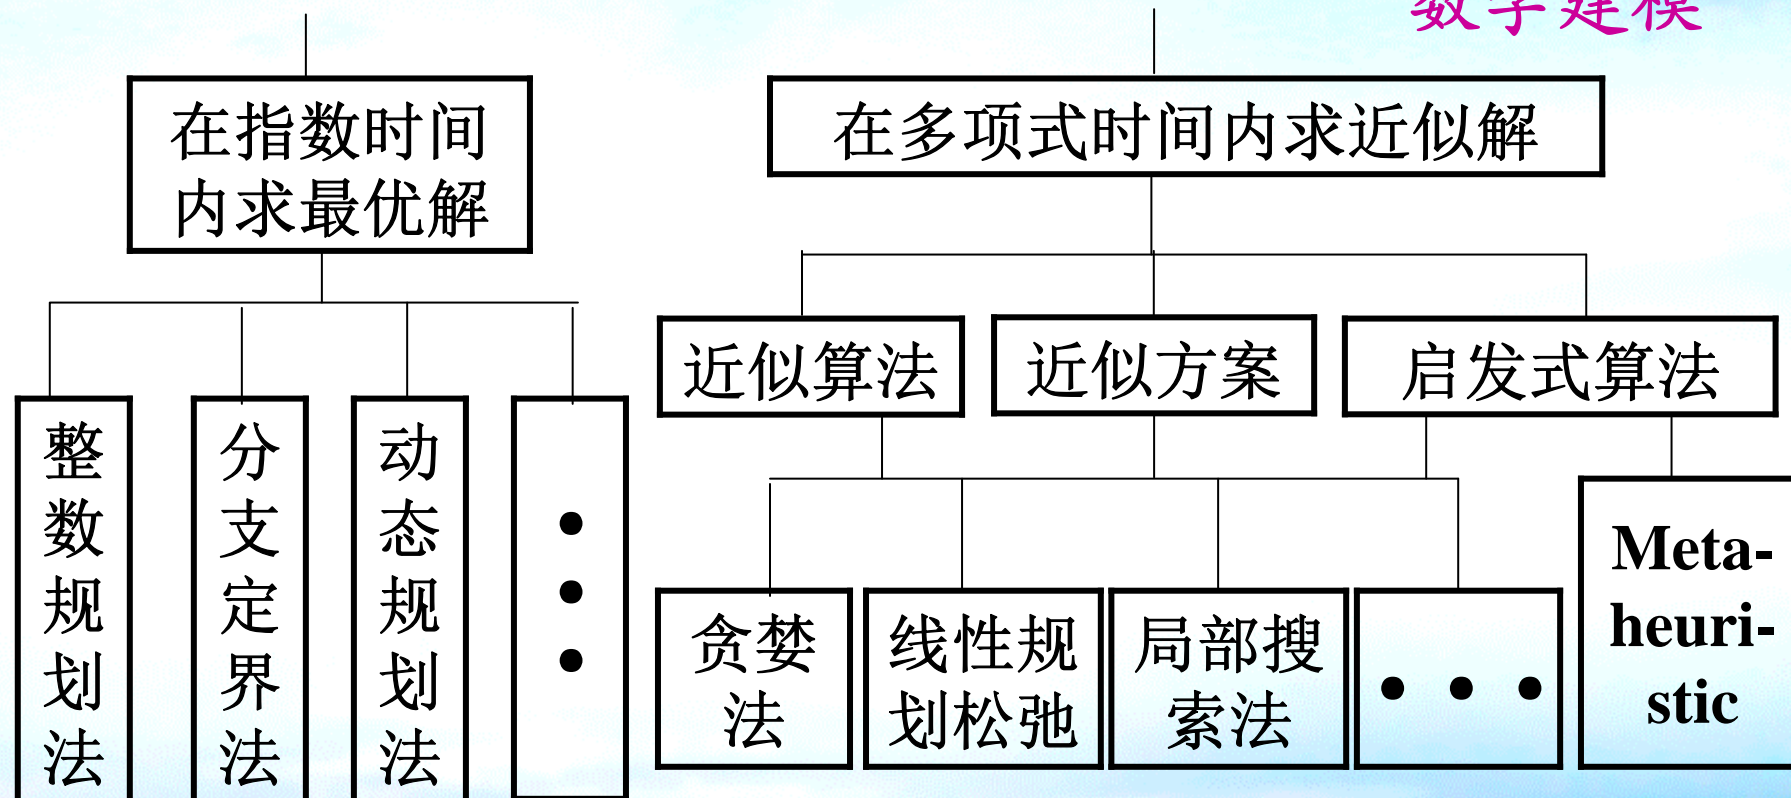 数学建模
在指数时间
内求最优解
在多项式时间内求近似解
近似算法
近似方案
启发式算法
整数规划法
分支定界法
动态规划法
•••
贪婪
法
线性规
划松弛
局部搜
索法
•••
Meta-
heuri-
stic